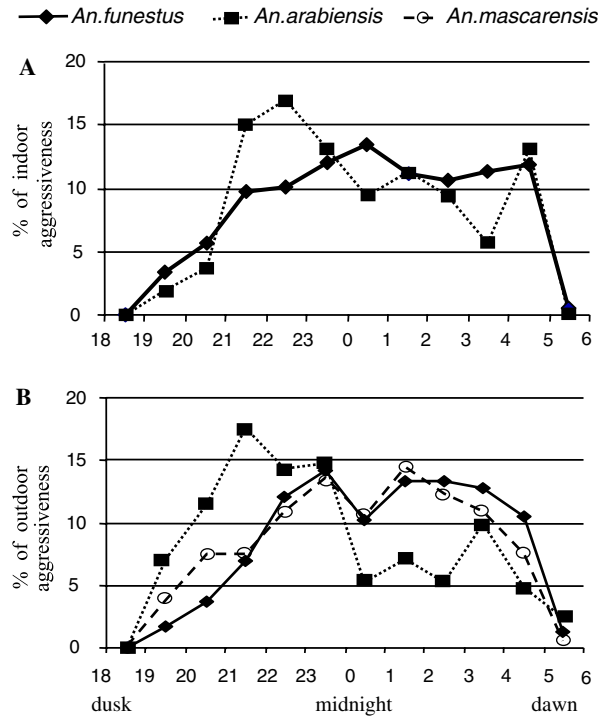 An.funestus An.arabiensis An.mascarensis
A
% of indoor
aggressiveness
20
15
10
5
0
18 19 20 21 22 23 0 1 2 3 4 5 6
B
% of outdoor
aggressiveness
20
15
10
5
0
18 19 20 21 22 23 0 1 2 3 4 5 6
dusk midnight dawn